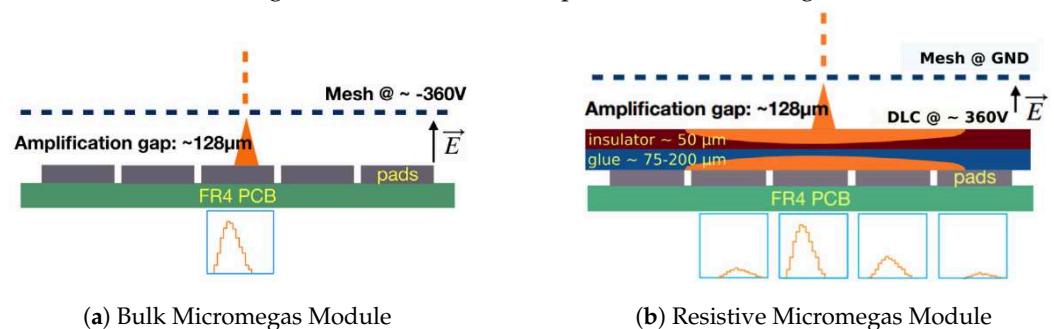 Mesh @ ~ -360V
Amplification gap: ~128μm
E
pads
FR4 PCB
(a) Bulk Micromegas Module
Mesh @ GND
Amplification gap: ~128μm
DLC @ ~ 360V
E
insulator ~ 50 μm
glue ~ 75-200 μm
pads
FR4 PCB
(b) Resistive Micromegas Module